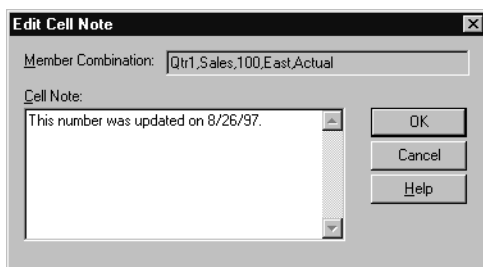 Edit Cell Note
Member Combination: Qtr1,Sales,100,East,Actual
Cell Note:
This number was updated on 8/26/97.
OK
Cancel
Help